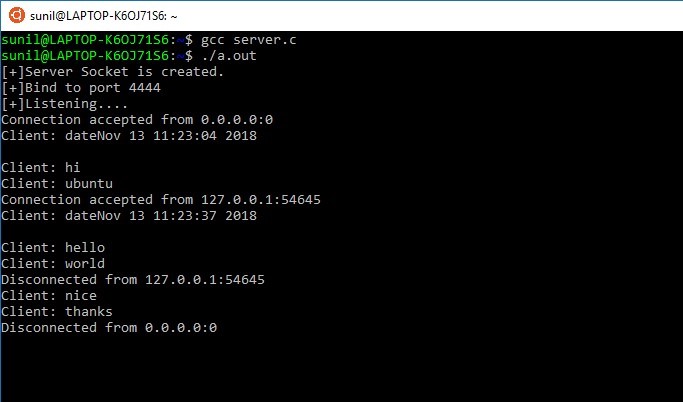 sunil@LAPTOP-K6OJ71S6: ~
sunil@LAPTOP-K6OJ71S6:~$ gcc server.c
sunil@LAPTOP-K6OJ71S6:~$ ./a.out
[+]Server Socket is created.
[+]Bind to port 4444
[+]Listening....
Connection accepted from 0.0.0.0:0
Client: dateNov 13 11:23:04 2018
Client: hi
Client: ubuntu
Connection accepted from 127.0.0.1:54645
Client: dateNov 13 11:23:37 2018
Client: hello
Client: world
Disconnected from 127.0.0.1:54645
Client: nice
Client: thanks
Disconnected from 0.0.0.0:0